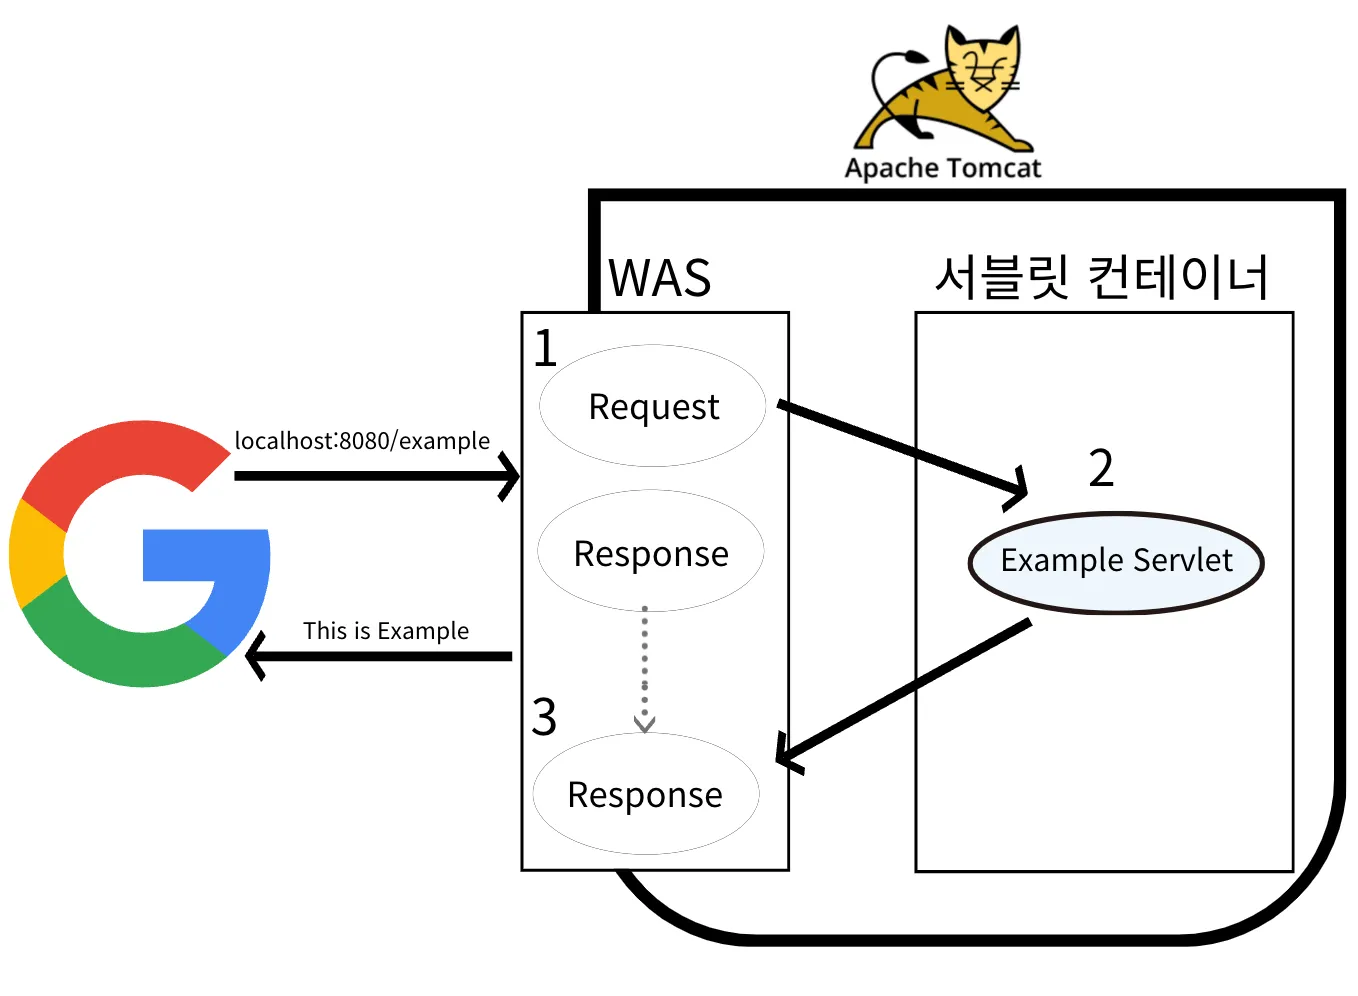 Apache Tomcat
WAS
서블릿 컨테이너
1
Request
localhost:8080/example
2
Response
Example Servlet
This is Example
3
Response